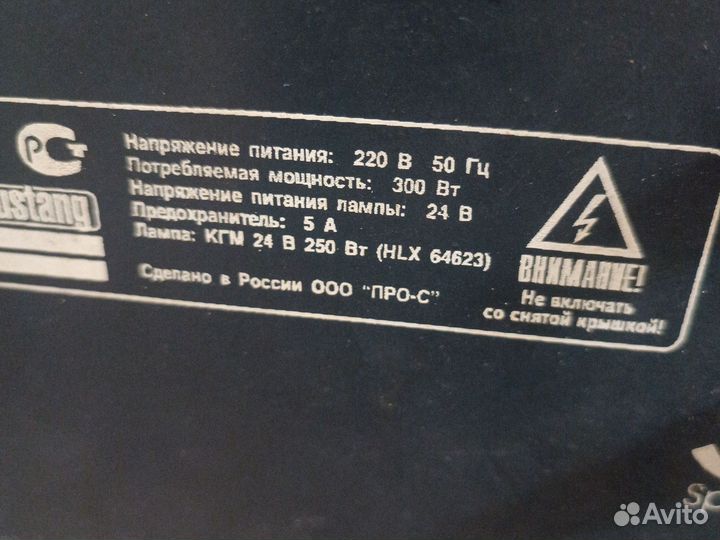 РСТ
ustang
Напряжение питания: 220 В 50 Гц
Потребляемая мощность: 300 Вт
Напряжение питания лампы: 24 В
Предохранитель: 5 А
Лампа: КГМ 24 В 250 Вт (HLX 64623)
Сделано в России ООО "ПРО-С"
ВНИМАНИЕ!
Не включать
со снятой крышкой!
Avito